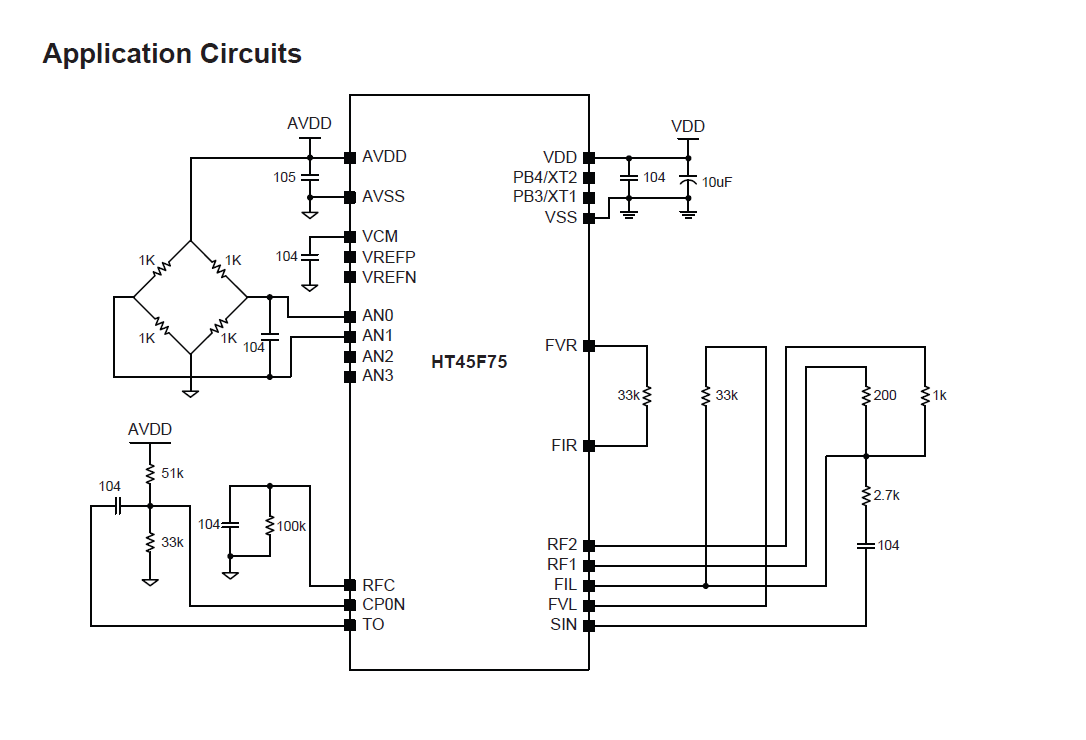 Application Circuits
AVDD
VDD
AVDD
VDD
105
PB4/XT2
104
10uF
AVSS
PB3/XT1
VSS
VCM
104
VREFP
VREFN
1K
1K
1K
1K
104
AN0
AN1
AN2
AN3
HT45F75
FVR
33k
33k
200
1k
FIR
AVDD
51k
104
33k
104
100k
2.7k
104
RFC
CP0N
TO
RF2
RF1
FIL
FVL
SIN